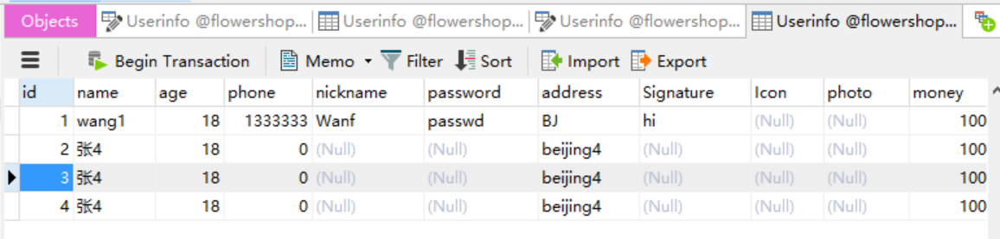 Objects Userinfo @flowershop... Userinfo @flowershop... Userinfo @flowershop... Userinfo @flowershop...
Begin Transaction Memo Filter Sort Import Export
id name age phone nickname password address Signature Icon photo money
1 wang1 18 1333333 Wanf passwd BJ hi (Null) (Null) 100
2 张4 18 0 (Null) (Null) beijing4 (Null) (Null) (Null) 100
3 张4 18 0 (Null) (Null) beijing4 (Null) (Null) (Null) 100
4 张4 18 0 (Null) (Null) beijing4 (Null) (Null) (Null) 100